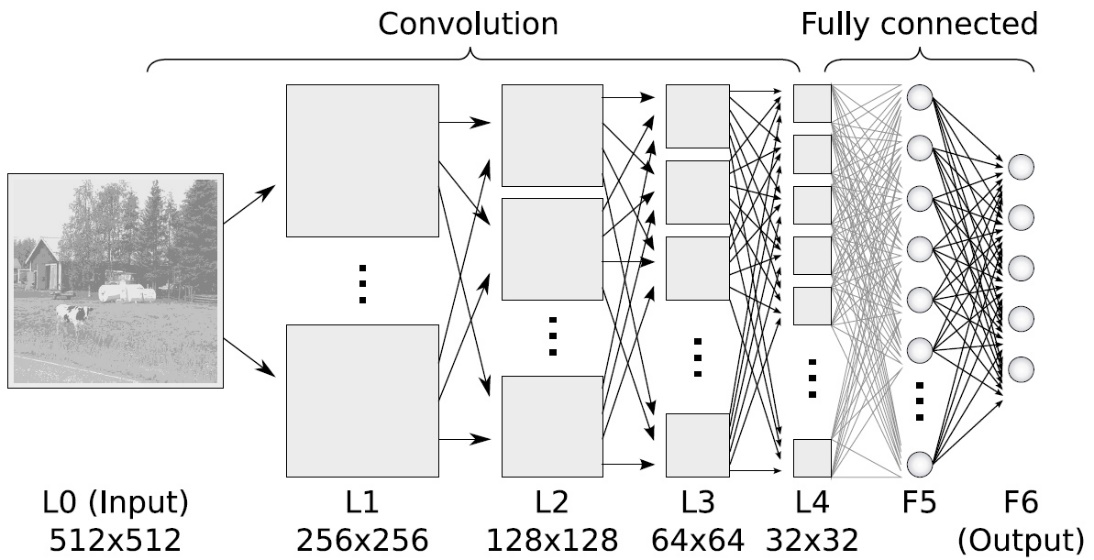 Convolution
Fully connected
L0 (Input)
512x512
L1
256x256
L2
128x128
L3
64x64
L4
32x32
F5
F6
(Output)